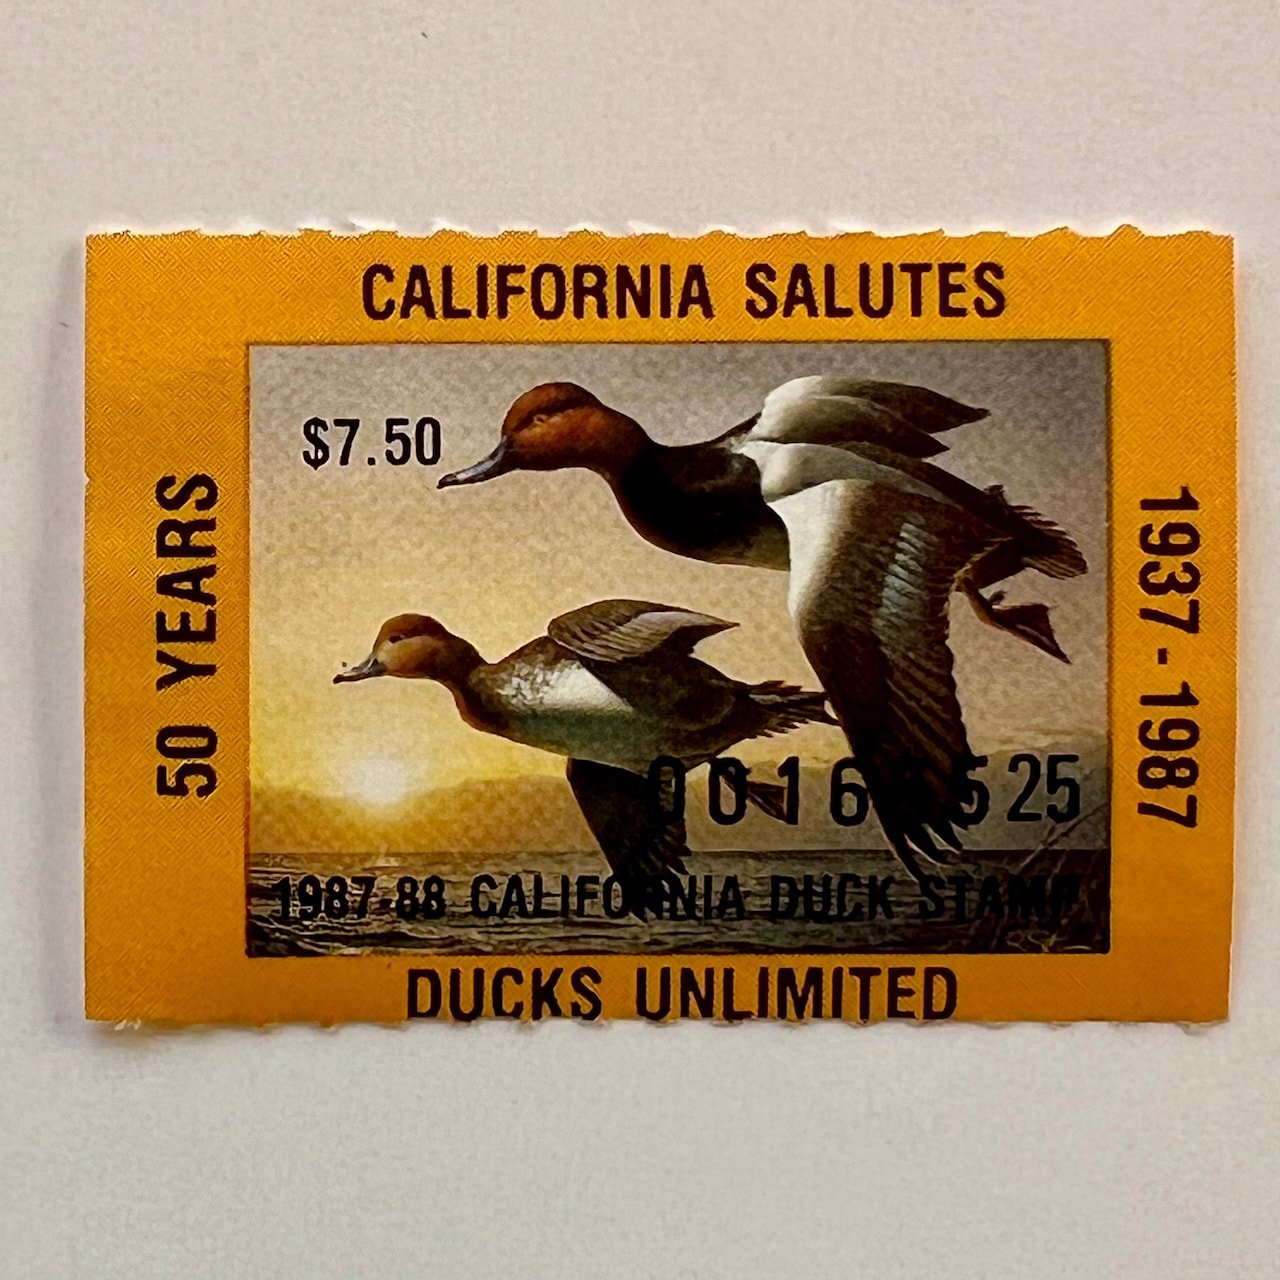 CALIFORNIA SALUTES
$7.50
50 YEARS
1937-1987
1987-88 CALIFORNIA DUCK STAMP
DUCKS UNLIMITED